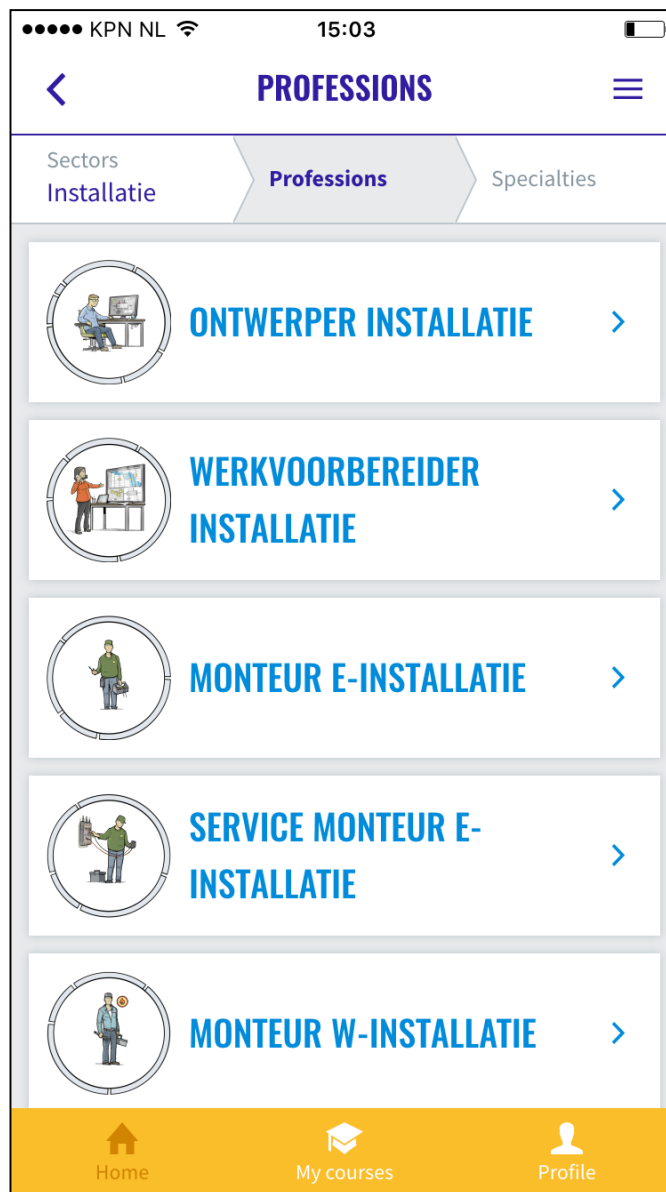 KPN NL 15:03
PROFESSIONS
Sectors
Installatie
Professions
Specialties
ONTWERPER INSTALLATIE
WERKVOORBEREIDER
INSTALLATIE
MONTEUR E-INSTALLATIE
SERVICE MONTEUR E-
INSTALLATIE
MONTEUR W-INSTALLATIE
Home My courses Profile